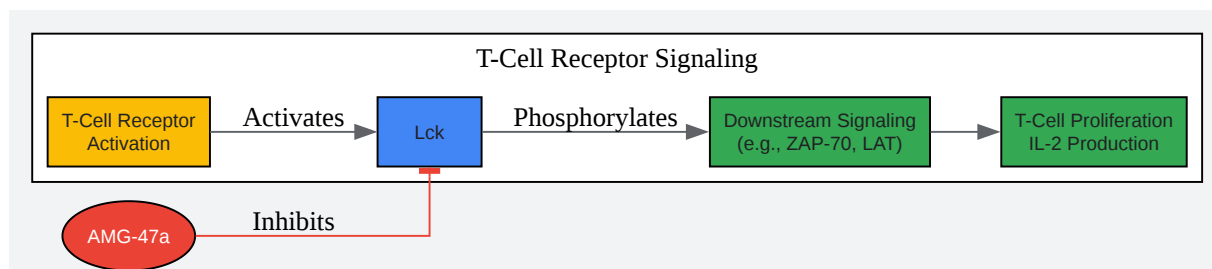 T-Cell Receptor Signaling
T-Cell Receptor
Activation
Activates
Lck
Phosphorylates
Downstream Signaling
(e.g., ZAP-70, LAT)
T-Cell Proliferation
IL-2 Production
AMG-47a
Inhibits